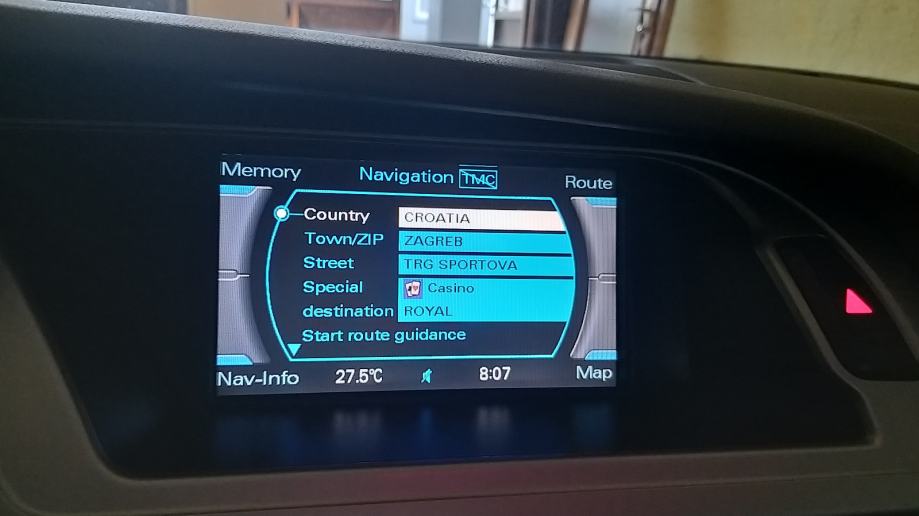 Memory
Navigation TMC
Route
Country CROATIA
Town/ZIP ZAGREB
Street TRG SPORTOVA
Special Casino
destination ROYAL
Start route guidance
Nav-Info 27.5°C 8:07 Map